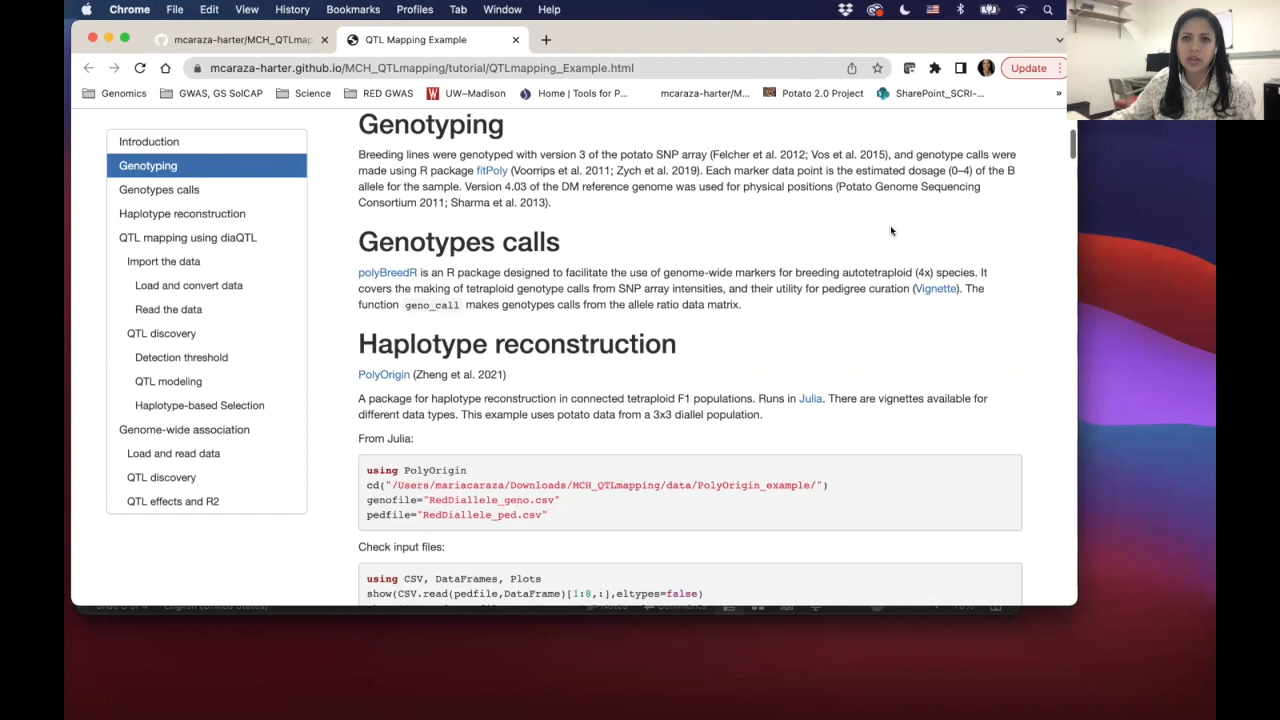 Chrome File Edit View History Bookmarks Profiles Tab Window Help
mcaraza-harter/MCH_QTLmap × QTL Mapping Example × +
mcaraza-harter.github.io/MCH_QTLmapping/tutorial/QTLmapping_Example.html Update
Genomics GWAS, GS SolCAP Science RED GWAS UW–Madison Home | Tools for P... mcaraza-harter/M... Potato 2.0 Project SharePoint_SCRI-... »
Introduction
Genotyping
Genotypes calls
Haplotype reconstruction
QTL mapping using diaQTL
Import the data
Load and convert data
Read the data
QTL discovery
Detection threshold
QTL modeling
Haplotype-based Selection
Genome-wide association
Load and read data
QTL discovery
QTL effects and R2
Genotyping
Breeding lines were genotyped with version 3 of the potato SNP array (Felcher et al. 2012; Vos et al. 2015), and genotype calls were
made using R package fitPoly (Voorrips et al. 2011; Zych et al. 2019). Each marker data point is the estimated dosage (0–4) of the B
allele for the sample. Version 4.03 of the DM reference genome was used for physical positions (Potato Genome Sequencing
Consortium 2011; Sharma et al. 2013).
Genotypes calls
polyBreedR is an R package designed to facilitate the use of genome-wide markers for breeding autotetraploid (4x) species. It
covers the making of tetraploid genotype calls from SNP array intensities, and their utility for pedigree curation (Vignette). The
function geno_call makes genotypes calls from the allele ratio data matrix.
Haplotype reconstruction
PolyOrigin (Zheng et al. 2021)
A package for haplotype reconstruction in connected tetraploid F1 populations. Runs in Julia. There are vignettes available for
different data types. This example uses potato data from a 3x3 diallel population.
From Julia:
using PolyOrigin
cd("/Users/mariacaraza/Downloads/MCH_QTLmapping/data/PolyOrigin_example/")
genofile="RedDiallele_geno.csv"
pedfile="RedDiallele_ped.csv"
Check input files:
using CSV, DataFrames, Plots
show(CSV.read(pedfile,DataFrame)[1:8,:],eltypes=false)